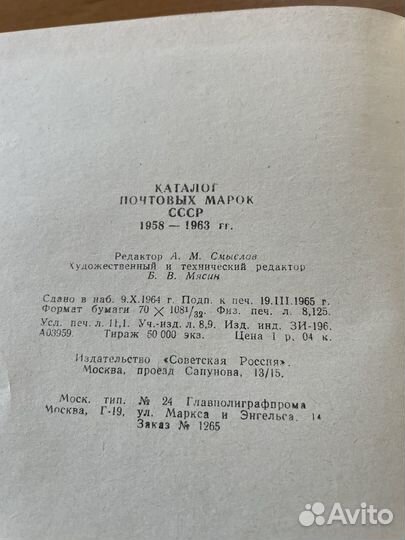 КАТАЛОГ
ПОЧТОВЫХ МАРОК
СССР
1958 — 1963 гг.
Редактор А. М. Смыслов
Художественный и технический редактор
Б. В. Мясин
Сдано в наб. 9.X.1964 г. Подп. к печ. 19.III.1965 г.
Формат бумаги 70 × 108 1/32. Физ. печ. л. 8,125.
Усл. печ. л. 11,1. Уч.-изд. л. 8,9. Изд. инд. ЗИ-196.
А03959. Тираж 50 000 экз. Цена 1 р. 04 к.
Издательство «Советская Россия».
Москва, проезд Сапунова, 13/15.
Моск. тип. № 24 Главполиграфпрома
Москва, Г-19, ул. Маркса и Энгельса. 14
Заказ № 1265
Avito